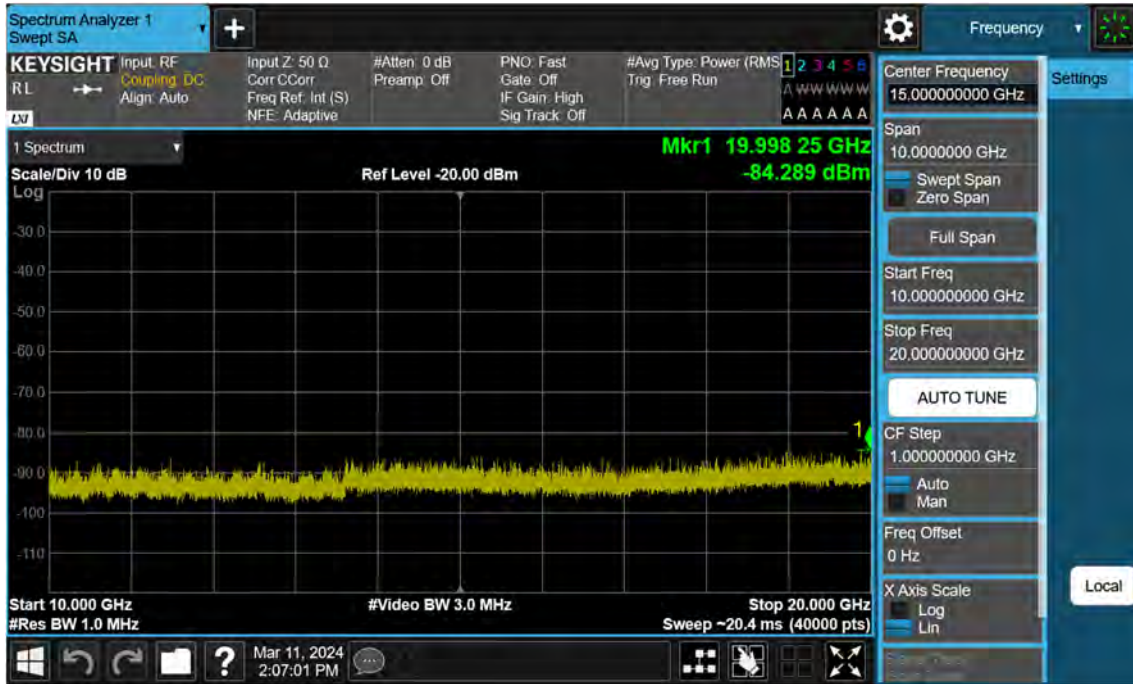 Spectrum Analyzer 1
Swept SA
Frequency
KEYSIGHT
RL
LXI
Input: RF
Coupling: DC
Align: Auto
Input Z: 50 Ω
Corr CCorr
Freq Ref: Int (S)
NFE: Adaptive
#Atten: 0 dB
Preamp: Off
PNO: Fast
Gate: Off
IF Gain: High
Sig Track: Off
#Avg Type: Power (RMS
Trig: Free Run
1 2 3 4 5 6
A W W W W W
A A A A A A
Center Frequency
15.000000000 GHz
Settings
Span
10.0000000 GHz
Swept Span
Zero Span
Full Span
Start Freq
10.000000000 GHz
Stop Freq
20.000000000 GHz
AUTO TUNE
CF Step
1.000000000 GHz
Auto
Man
Freq Offset
0 Hz
X Axis Scale
Log
Lin
Local
1 Spectrum
Mkr1 19.998 25 GHz
-84.289 dBm
Scale/Div 10 dB
Ref Level -20.00 dBm
Log
-30.0
-40.0
-50.0
-60.0
-70.0
-80.0
-90.0
-100
-110
1
Start 10.000 GHz
#Video BW 3.0 MHz
Stop 20.000 GHz
#Res BW 1.0 MHz
Sweep ~20.4 ms (40000 pts)
?
Mar 11, 2024
2:07:01 PM